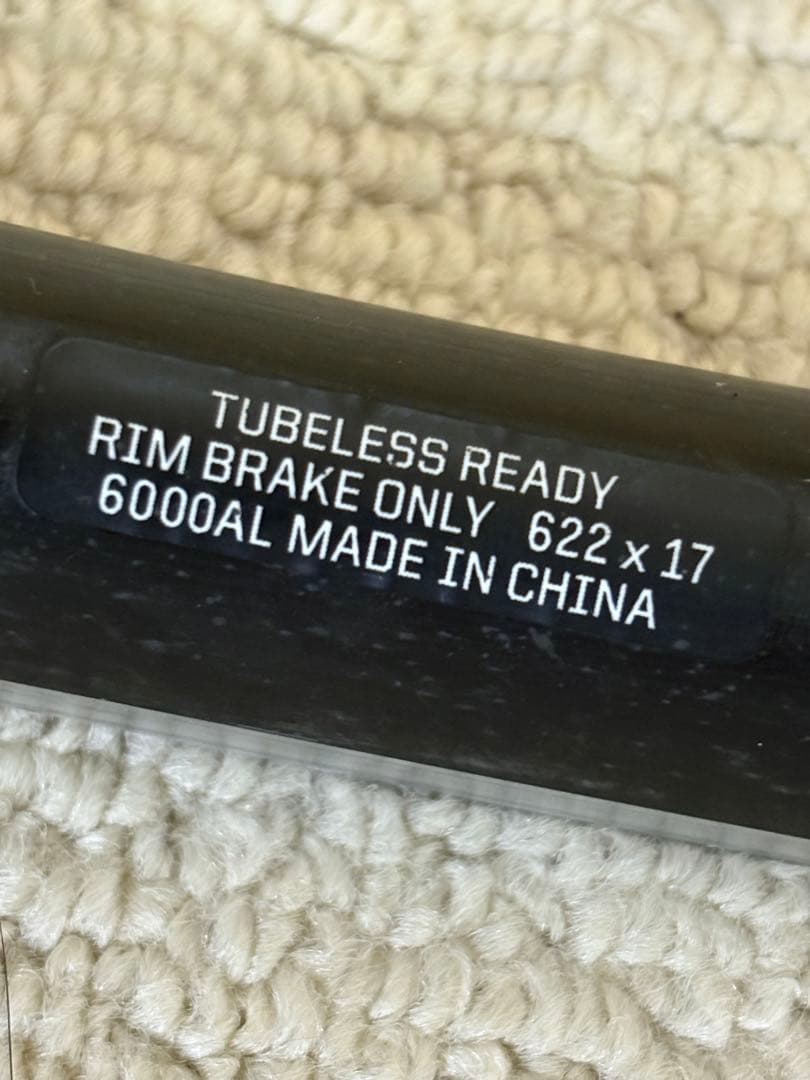 TUBELESS READY
RIM BRAKE ONLY 622 x 17
6000AL MADE IN CHINA